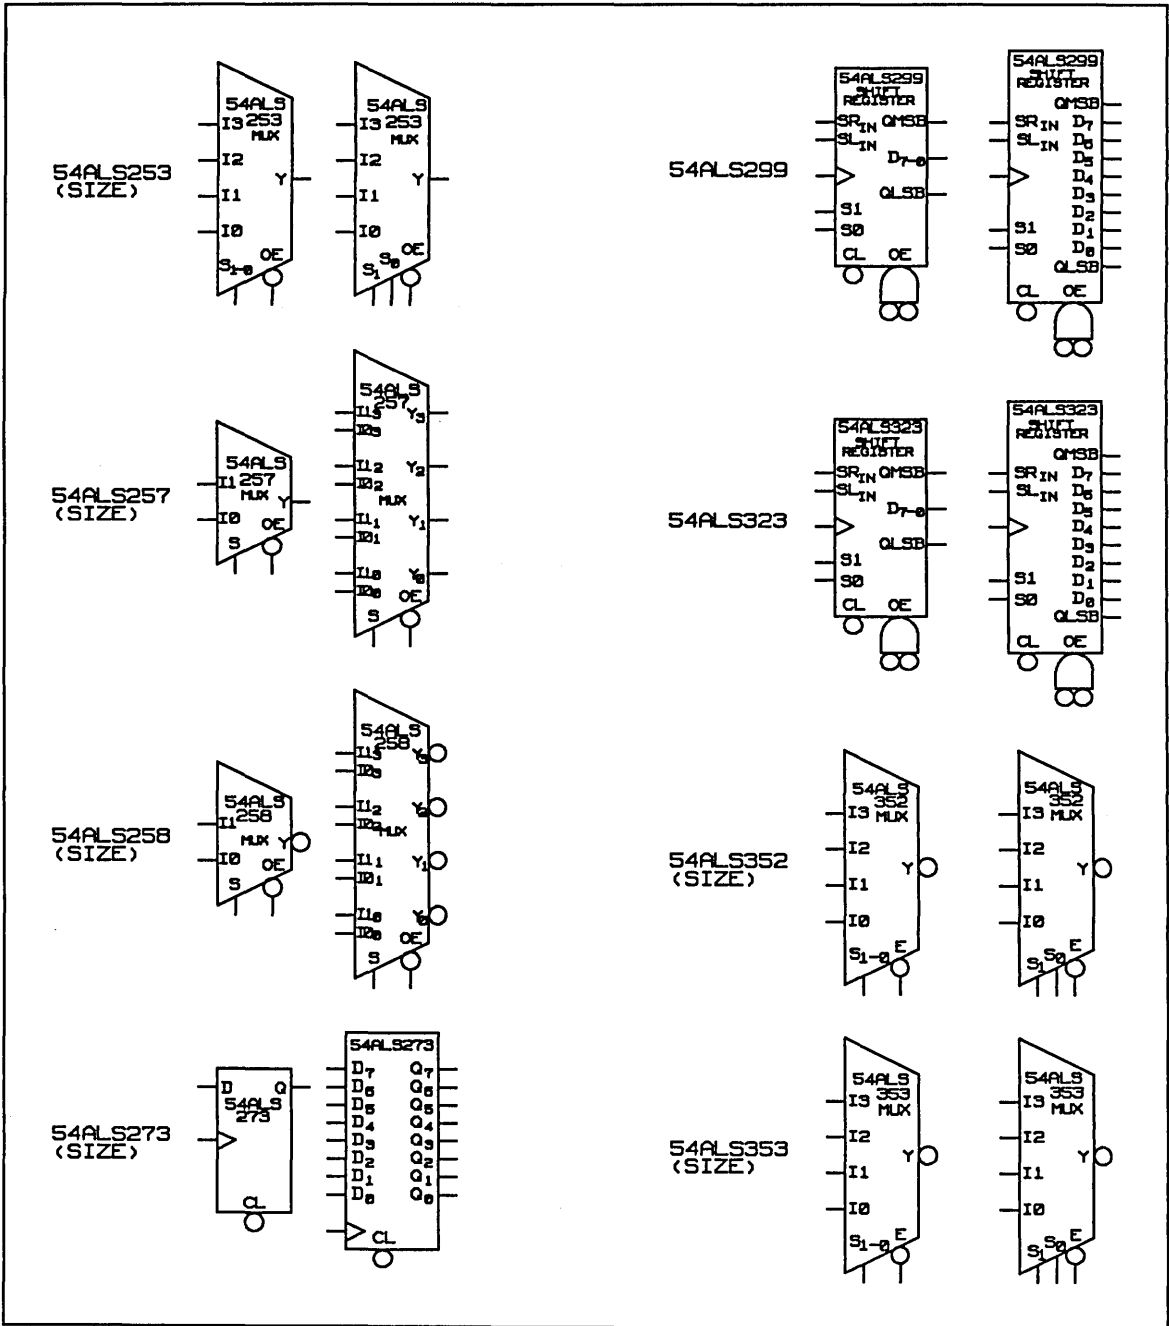 54ALS253
(SIZE)
54ALS
253
MUX
I3
I2
I1
I0
Y
S1-0
OE
54ALS
253
MUX
I3
I2
I1
I0
Y
S1
S0
OE
54ALS257
(SIZE)
54ALS
257
MUX
I1
I0
Y
S
OE
54ALS
257
MUX
I13
I03
I12
I02
I11
I01
I10
I00
Y3
Y2
Y1
Y0
S
OE
54ALS258
(SIZE)
54ALS
258
MUX
I1
I0
Y
S
OE
54ALS
258
MUX
I13
I03
I12
I02
I11
I01
I10
I00
Y3
Y2
Y1
Y0
S
OE
54ALS273
(SIZE)
D Q
54ALS
273
CL
54ALS273
D7 Q7
D6 Q6
D5 Q5
D4 Q4
D3 Q3
D2 Q2
D1 Q1
D0 Q0
CL
54ALS299
54ALS299
SHIFT
REGISTER
SRIN QMSB
SLIN
D7-0
QLSB
S1
S0
CL OE
54ALS299
SHIFT
REGISTER
QMSB
SRIN D7
SLIN D6
D5
D4
D3
D2
S1 D1
S0 D0
QLSB
CL OE
54ALS323
54ALS323
SHIFT
REGISTER
SRIN QMSB
SLIN
D7-0
QLSB
S1
S0
CL OE
54ALS323
SHIFT
REGISTER
QMSB
SRIN D7
SLIN D6
D5
D4
D3
D2
S1 D1
S0 D0
QLSB
CL OE
54ALS352
(SIZE)
54ALS
352
MUX
I3
I2
I1
I0
Y
S1-0
E
54ALS
352
MUX
I3
I2
I1
I0
Y
S1
S0
E
54ALS353
(SIZE)
54ALS
353
MUX
I3
I2
I1
I0
Y
S1-0
E
54ALS
353
MUX
I3
I2
I1
I0
Y
S1
S0
E